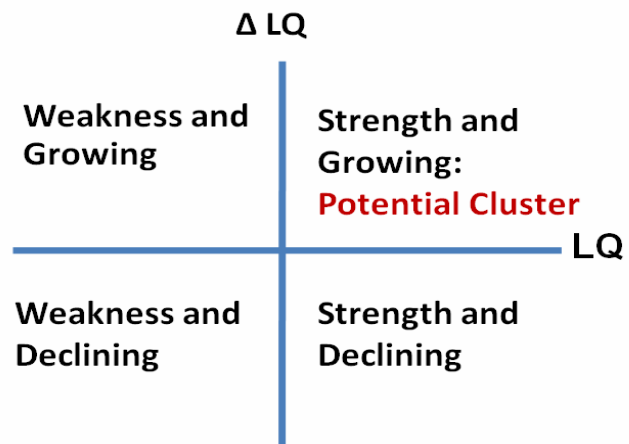 Δ LQ
Weakness and
Growing
Strength and
Growing:
Potential Cluster
LQ
Weakness and
Declining
Strength and
Declining